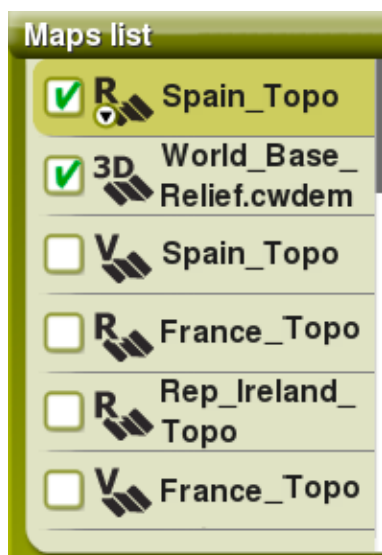 Maps list
R Spain_Topo
3D World_Base_
Relief.cwdem
V Spain_Topo
R France_Topo
R Rep_Ireland_
Topo
V France_Topo